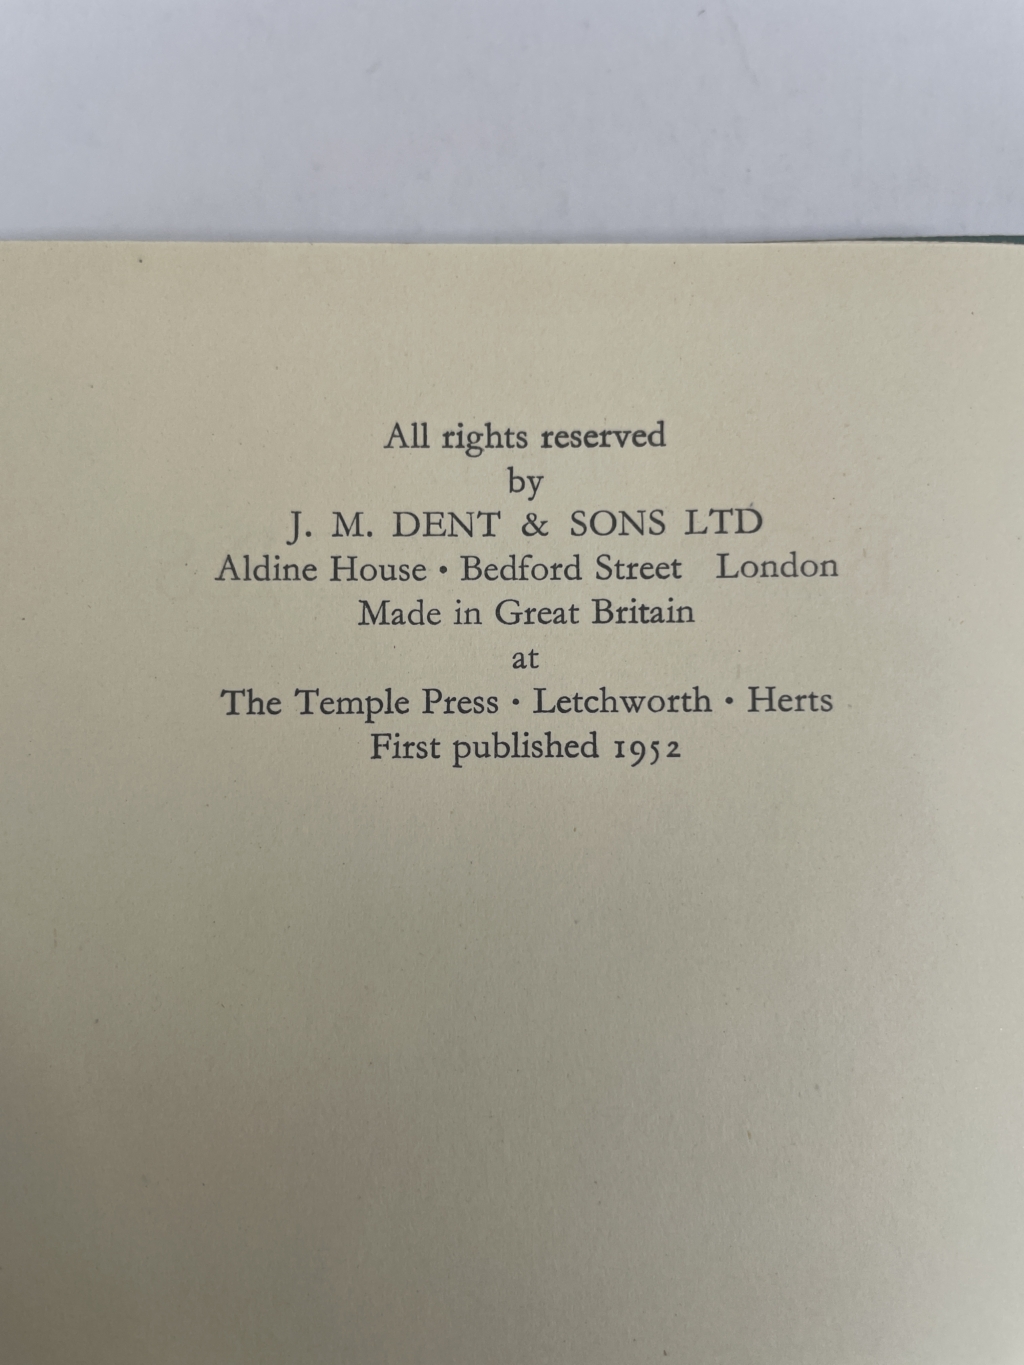 All rights reserved
by
J. M. DENT & SONS LTD
Aldine House • Bedford Street London
Made in Great Britain
at
The Temple Press • Letchworth • Herts
First published 1952